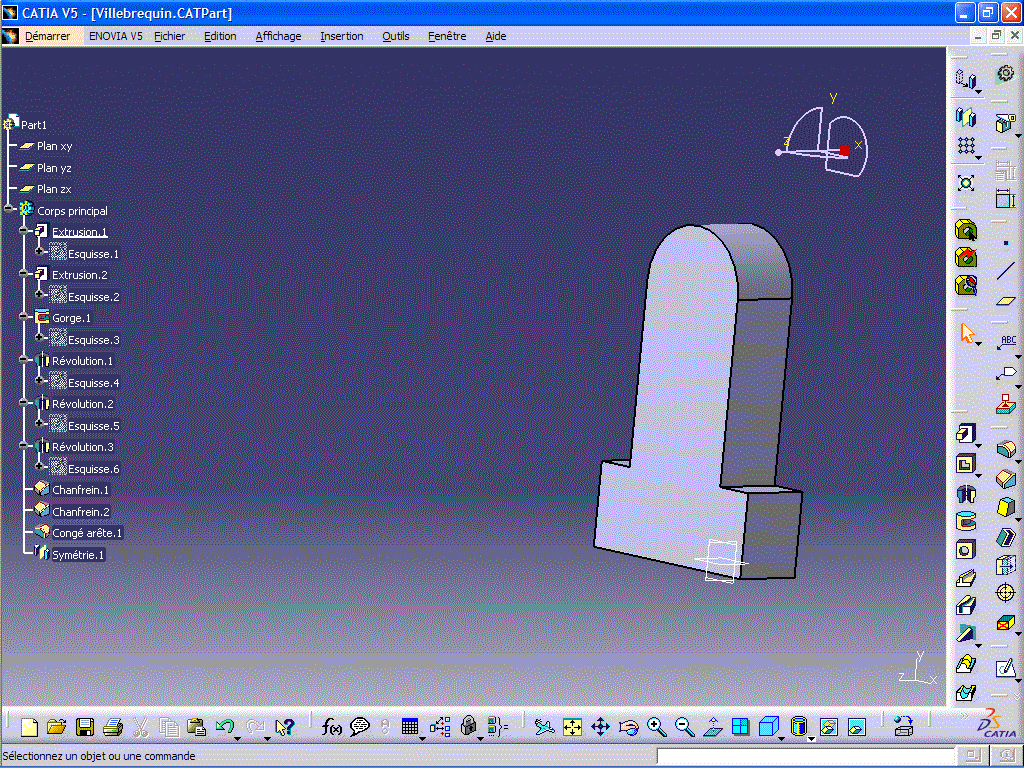 CATIA V5 - [Villebrequin.CATPart]
Démarrer ENOVIA V5 Fichier Edition Affichage Insertion Outils Fenêtre Aide
y
z x
Part1
Plan xy
Plan yz
Plan zx
Corps principal
Extrusion.1
Esquisse.1
Extrusion.2
Esquisse.2
Gorge.1
Esquisse.3
Révolution.1
Esquisse.4
Révolution.2
Esquisse.5
Révolution.3
Esquisse.6
Chanfrein.1
Chanfrein.2
Congé arête.1
Symétrie.1
ABC
y
z x
f(x)
CATIA
Sélectionnez un objet ou une commande